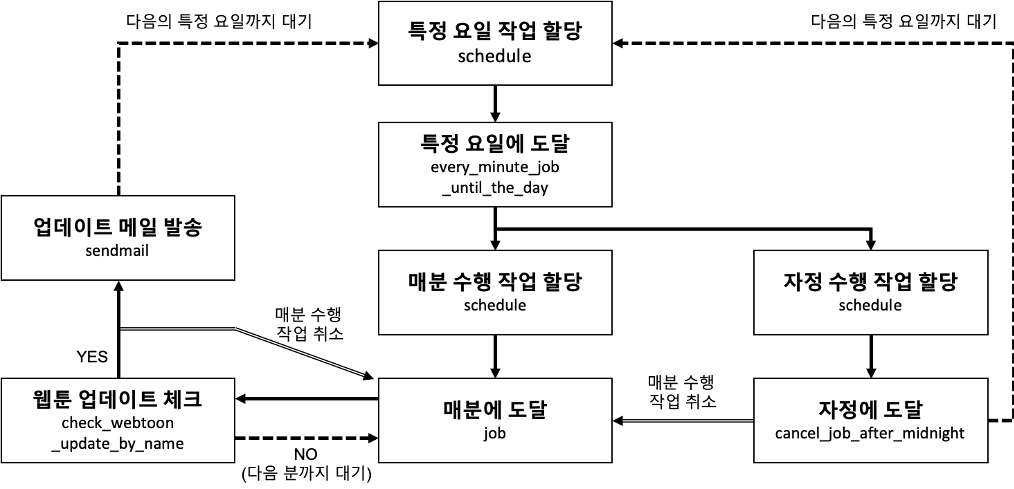 다음의 특정 요일까지 대기
특정 요일 작업 할당
schedule
다음의 특정 요일까지 대기
특정 요일에 도달
every_minute_job
_until_the_day
업데이트 메일 발송
sendmail
매분 수행 작업 할당
schedule
자정 수행 작업 할당
schedule
매분 수행
작업 취소
YES
웹툰 업데이트 체크
check_webtoon
_update_by_name
매분에 도달
job
매분 수행
작업 취소
자정에 도달
cancel_job_after_midnight
NO
(다음 분까지 대기)